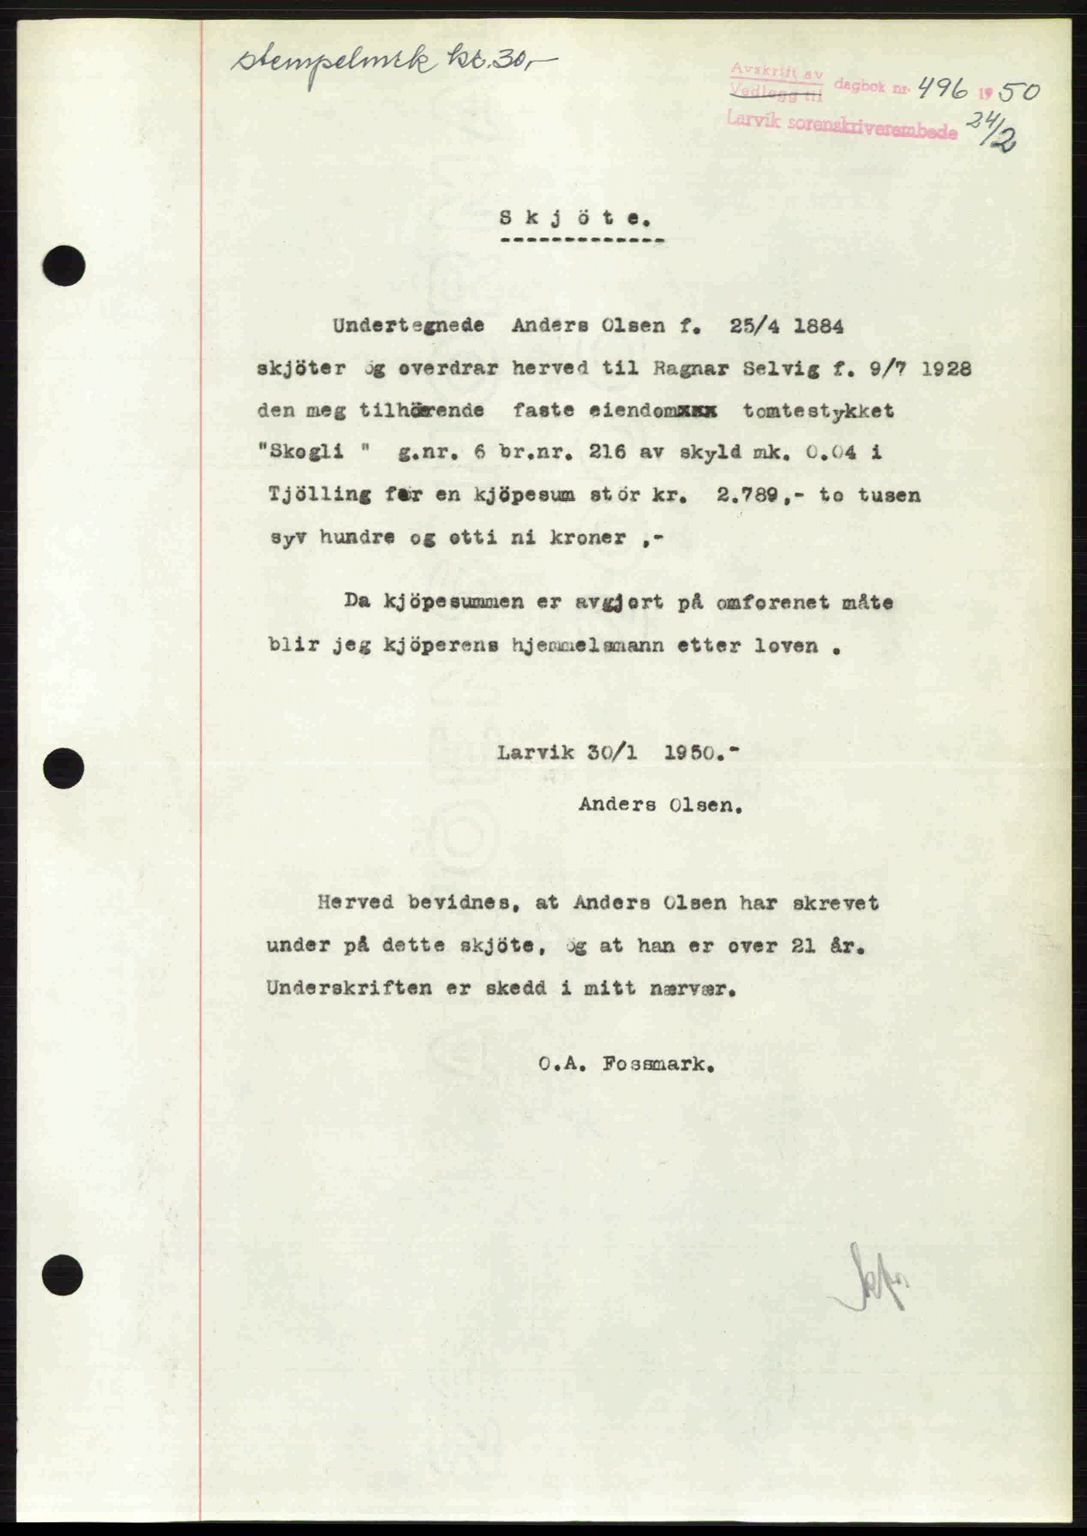 stempelmrk kr. 30,-
Avskrift av
Vedlegg til
dagbok nr. 496 1950
Larvik sorenskriverembede 24/2
Skjöte.
Undertegnede Anders Olsen f. 25/4 1884
skjöter og overdrar herved til Ragnar Selvig f. 9/7 1928
den meg tilhörende faste eiendomxxx tomtestykket
"Skogli " g.nr. 6 br.nr. 216 av skyld mk. 0.04 i
Tjölling for en kjöpesum stör kr. 2.789,- to tusen
syv hundre og otti ni kroner ,-
Da kjöpesummen er avgjort på omforenet måte
blir jeg kjöperens hjemmelsmann etter loven .
Larvik 30/1 1950.-
Anders Olsen.
Herved bevidnes, at Anders Olsen har skrevet
under på dette skjöte, og at han er over 21 år.
Underskriften er skedd i mitt nærvær.
O.A. Fossmark.